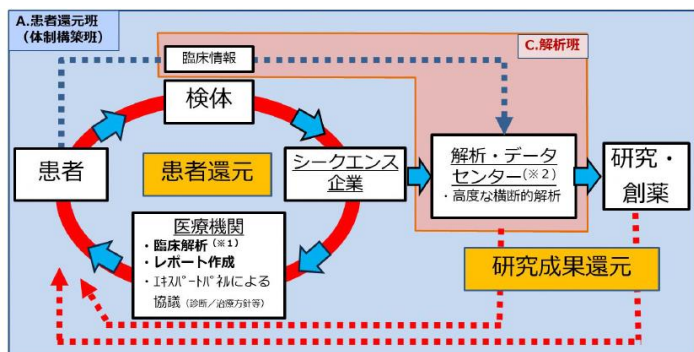 A.患者還元班
（体制構築班）
C.解析班
臨床情報
検体
患者
患者還元
シークエンス
企業
解析・データ
センター(※2)
・高度な横断的解析
研究・
創薬
医療機関
・臨床解析(※1)
・レポート作成
・ｴｷｽﾊﾟｰﾄﾊﾟﾈﾙによる
協議（診断／治療方針等）
研究成果還元